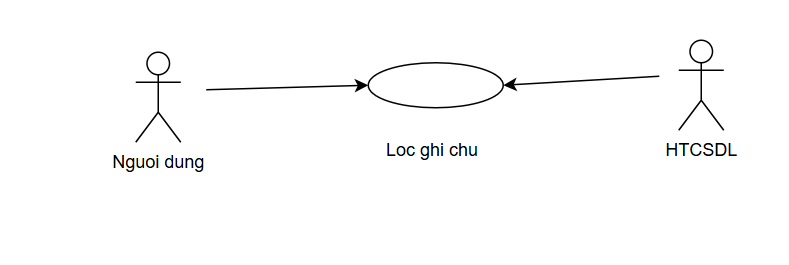 Nguoi dung
Loc ghi chu
HTCSDL